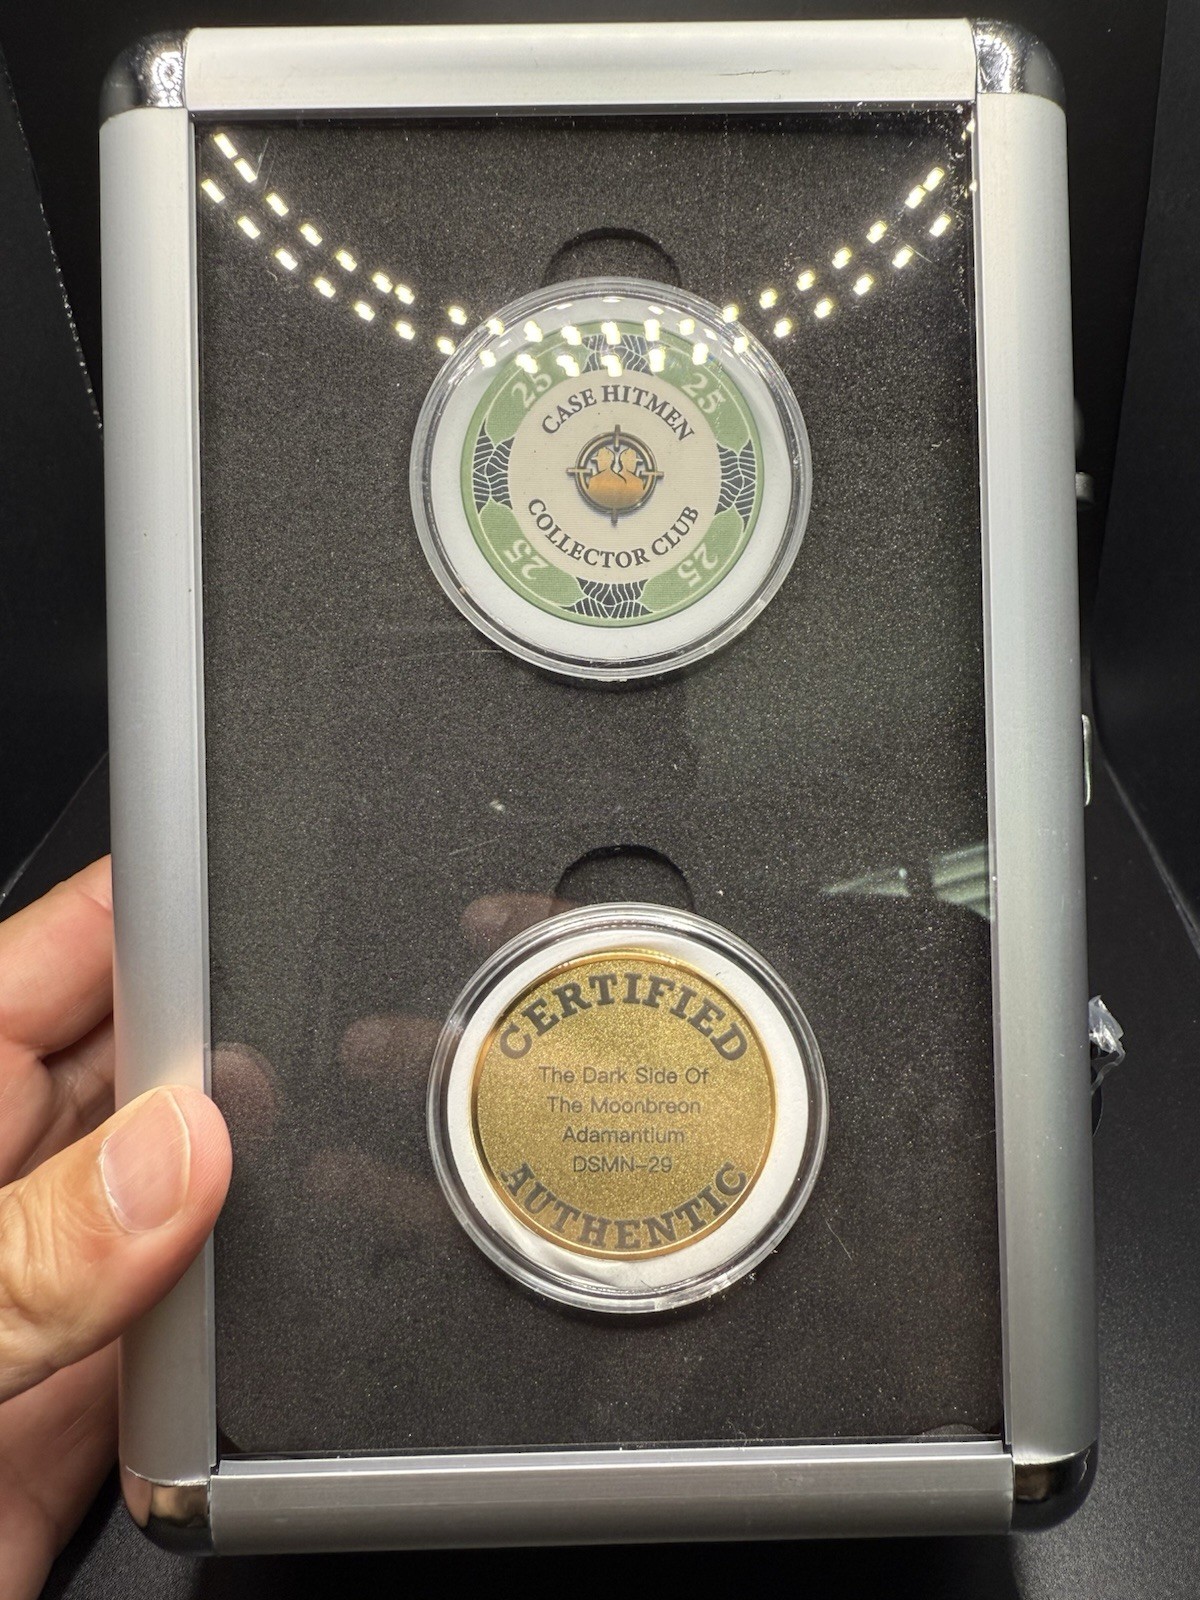 CASE HITMEN
25
25
COLLECTOR CLUB
25
25
CERTIFIED
The Dark Side Of
The Moonbreon
Adamantium
DSMN-29
AUTHENTIC